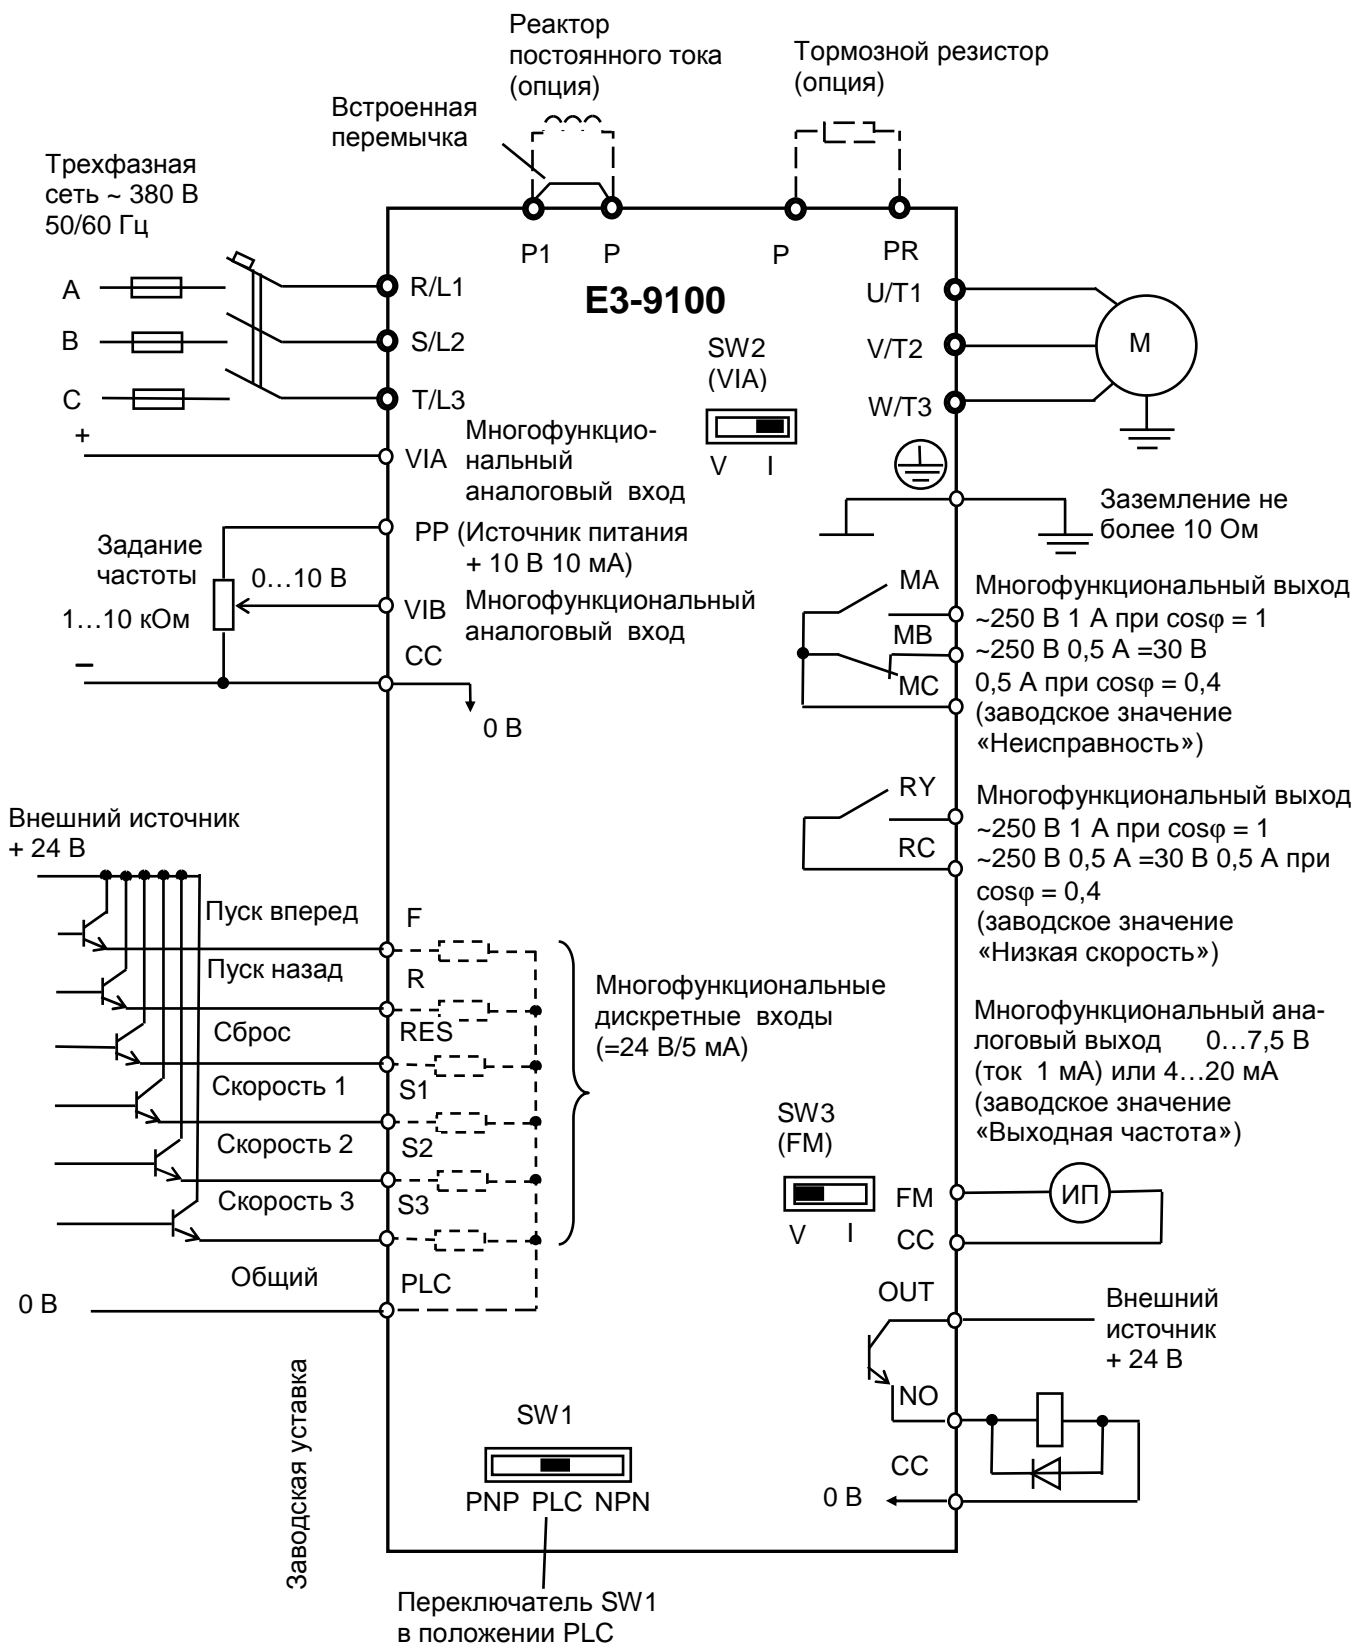 Реактор
постоянного тока
(опция)
Тормозной резистор
(опция)
Встроенная
перемычка
Трехфазная
сеть ~ 380 В
50/60 Гц
P1
P
P
PR
E3-9100
A
B
C
R/L1
S/L2
T/L3
U/T1
V/T2
W/T3
M
SW2
(VIA)
V I
+
VIA
Многофункцио-
нальный
аналоговый вход
PP (Источник питания
+ 10 В 10 мА)
Задание
частоты
0…10 В
1…10 кОм
VIB
Многофункциональный
аналоговый вход
CC
–
0 В
Заземление не
более 10 Ом
MA
MB
MC
Многофункциональный выход
~250 В 1 А при cosφ = 1
~250 В 0,5 А =30 В
0,5 А при cosφ = 0,4
(заводское значение
«Неисправность»)
RY
RC
Многофункциональный выход
~250 В 1 А при cosφ = 1
~250 В 0,5 А =30 В 0,5 А при
cosφ = 0,4
(заводское значение
«Низкая скорость»)
Внешний источник
+ 24 В
Пуск вперед
F
Пуск назад
R
Сброс
RES
Скорость 1
S1
Скорость 2
S2
Скорость 3
S3
Общий
PLC
0 В
Многофункциональные
дискретные входы
(=24 В/5 мА)
Многофункциональный ана-
логовый выход 0…7,5 В
(ток 1 мА) или 4…20 мА
(заводское значение
«Выходная частота»)
SW3
(FM)
V I
FM
ИП
CC
OUT
Внешний
источник
+ 24 В
NO
CC
0 В
Заводская уставка
SW1
PNP PLC NPN
Переключатель SW1
в положении PLC